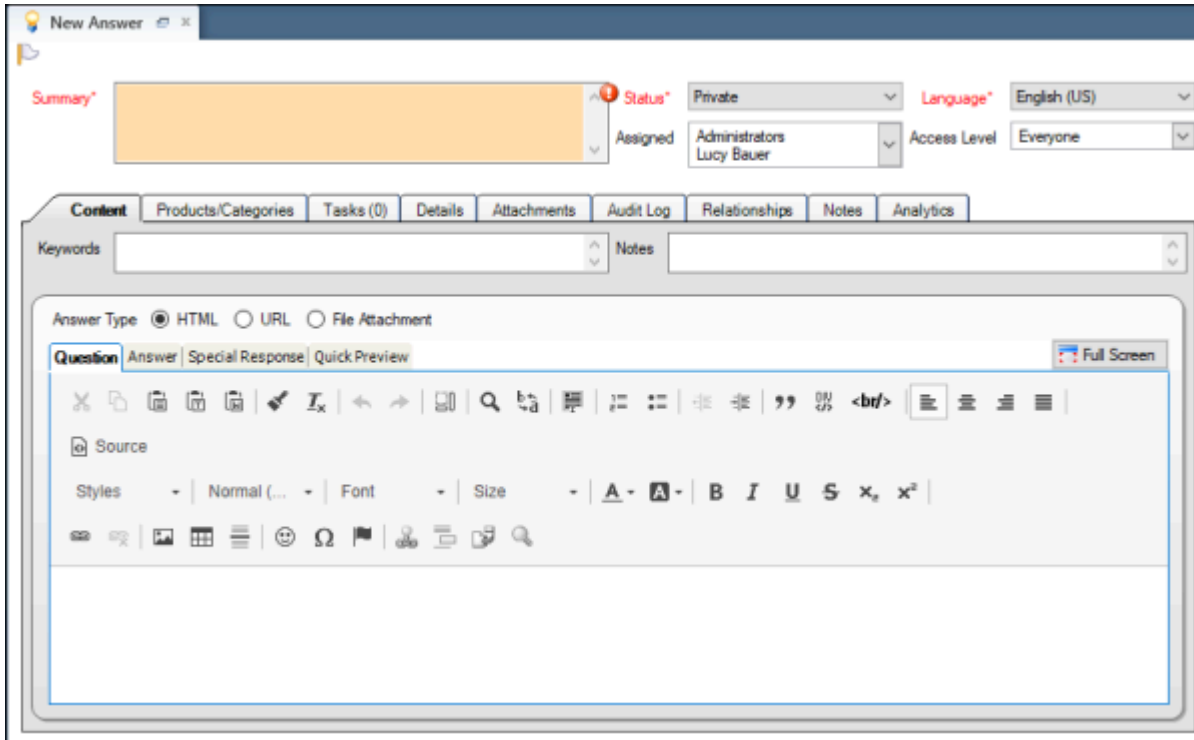 New Answer
Summary* Status* Private Language* English (US)
Assigned Administrators Access Level Everyone
Lucy Bauer
Content Products/Categories Tasks (0) Details Attachments Audit Log Relationships Notes Analytics
Keywords Notes
Answer Type HTML URL File Attachment
Question Answer Special Response Quick Preview Full Screen
<br/>
Source
Styles Normal (... Font Size A A B I U S x₂ x²
Ω